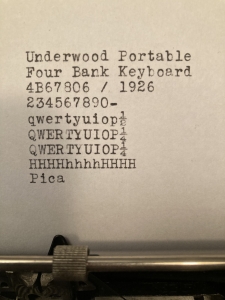 Underwood Portable
Four Bank Keyboard
4B67806 / 1926
234567890-
qwertyuiop½
QWERTYUIOP¼
QWERTYUIOP¼
HHHHhhhhHHHH
Pica